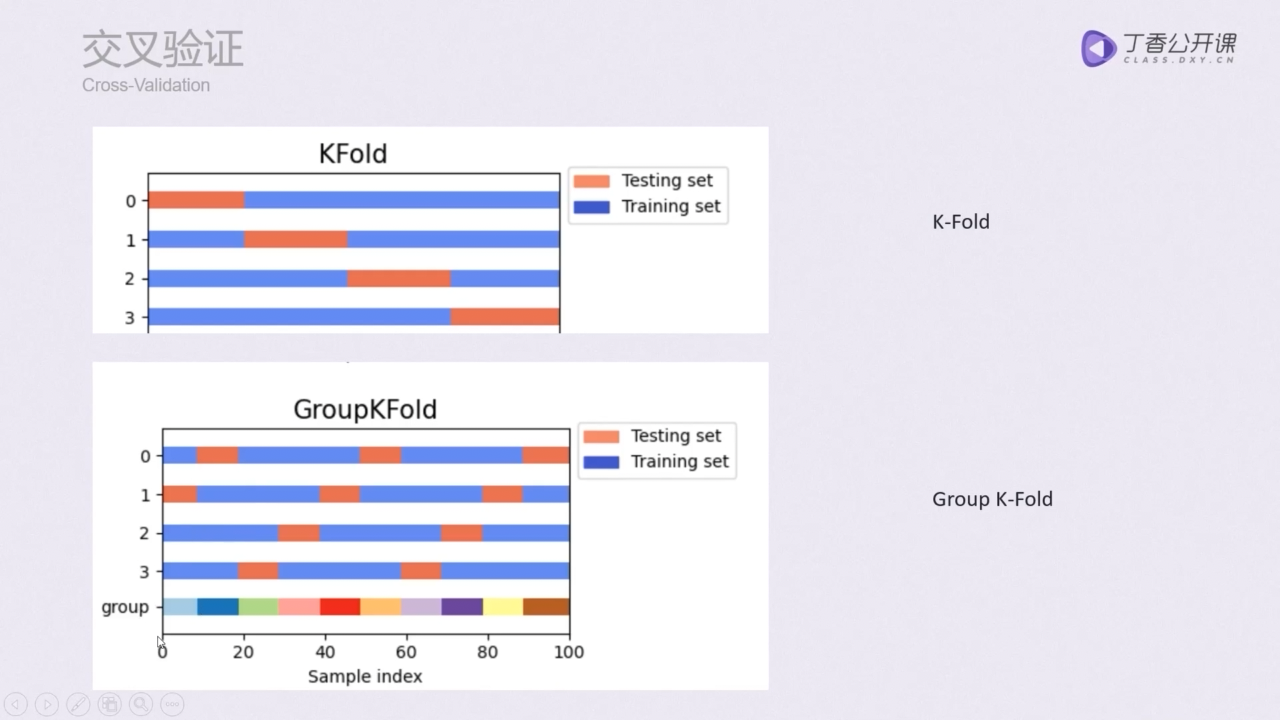 交叉验证
Cross-Validation
丁香公开课
CLASS.DXY.CN
KFold
Testing set
Training set
0
1
2
3
K-Fold
GroupKFold
Testing set
Training set
0
1
2
3
group
0 20 40 60 80 100
Sample index
Group K-Fold